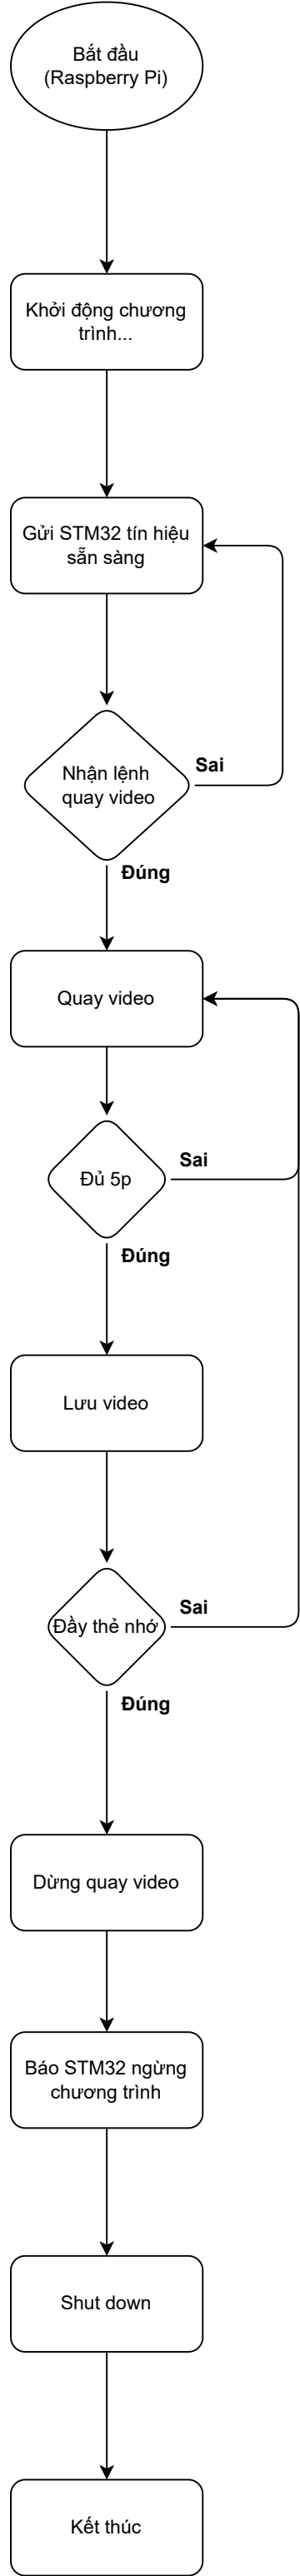 Bắt đầu
(Raspberry Pi)
Khởi động chương
trình...
Gửi STM32 tín hiệu
sẵn sàng
Nhận lệnh
quay video
Sai
Đúng
Quay video
Đủ 5p
Sai
Đúng
Lưu video
Đầy thẻ nhớ
Sai
Đúng
Dừng quay video
Báo STM32 ngừng
chương trình
Shut down
Kết thúc